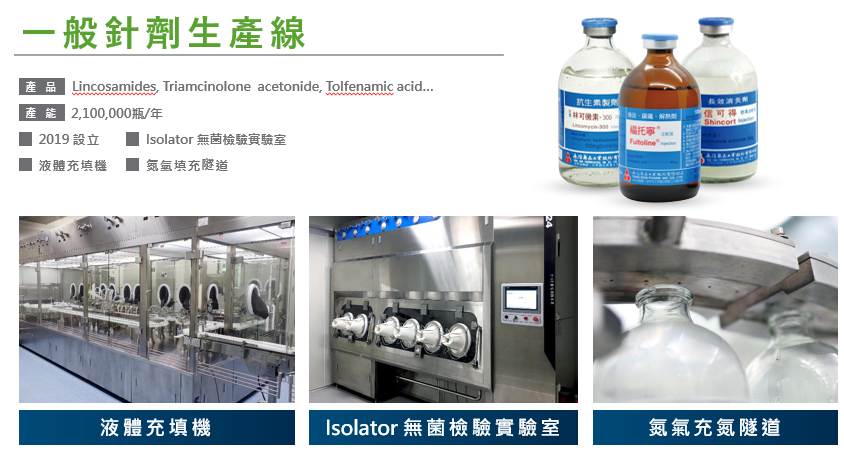 一般針劑生產線
產 品 Lincosamides, Triamcinolone acetonide, Tolfenamic acid...
產 能 2,100,000瓶/年
2019 設立 Isolator 無菌檢驗實驗室
液體充填機 氮氣填充隧道
抗生素製劑
林可黴素®-300
Linsomycin-300
消炎、鎮痛、解熱劑
福托寧®
Fultoline® Injection
長效消炎劑
信可得
Shincort Injection
24
液體充填機
Isolator 無菌檢驗實驗室
氮氣充氮隧道